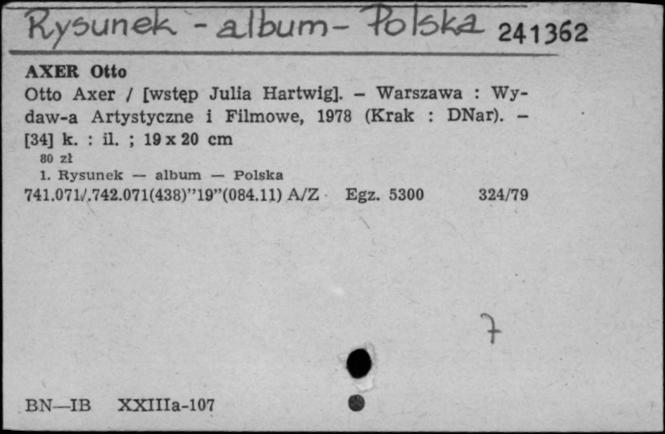 Rysunek - album - Polska 241362
AXER Otto
Otto Axer / [wstęp Julia Hartwig]. — Warszawa : Wy-
daw-a Artystyczne i Filmowe, 1978 (Krak : DNar). —
[34] k. : il. ; 19 x 20 cm
80 zł
1. Rysunek — album — Polska
741.071/.742.071(438)"19"(084.11) A/Z Egz. 5300 324/79
7
BN—IB XXIIIa-107